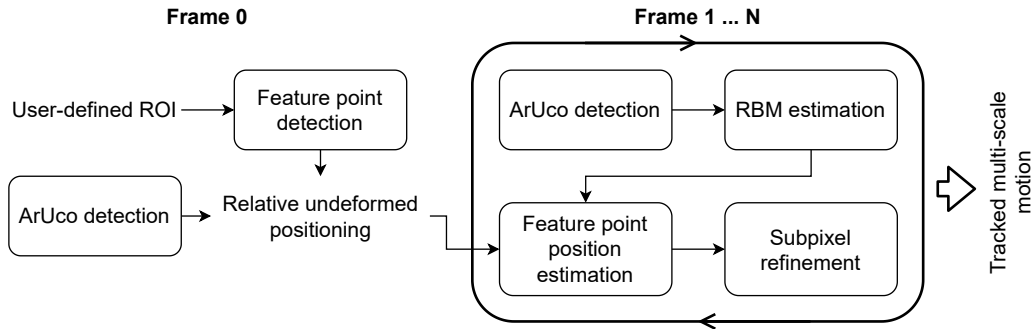 Frame 0
Frame 1 ... N
User-defined ROI
Feature point
detection
ArUco detection
Relative undeformed
positioning
ArUco detection
RBM estimation
Feature point
position
estimation
Subpixel
refinement
Tracked multi-scale
motion